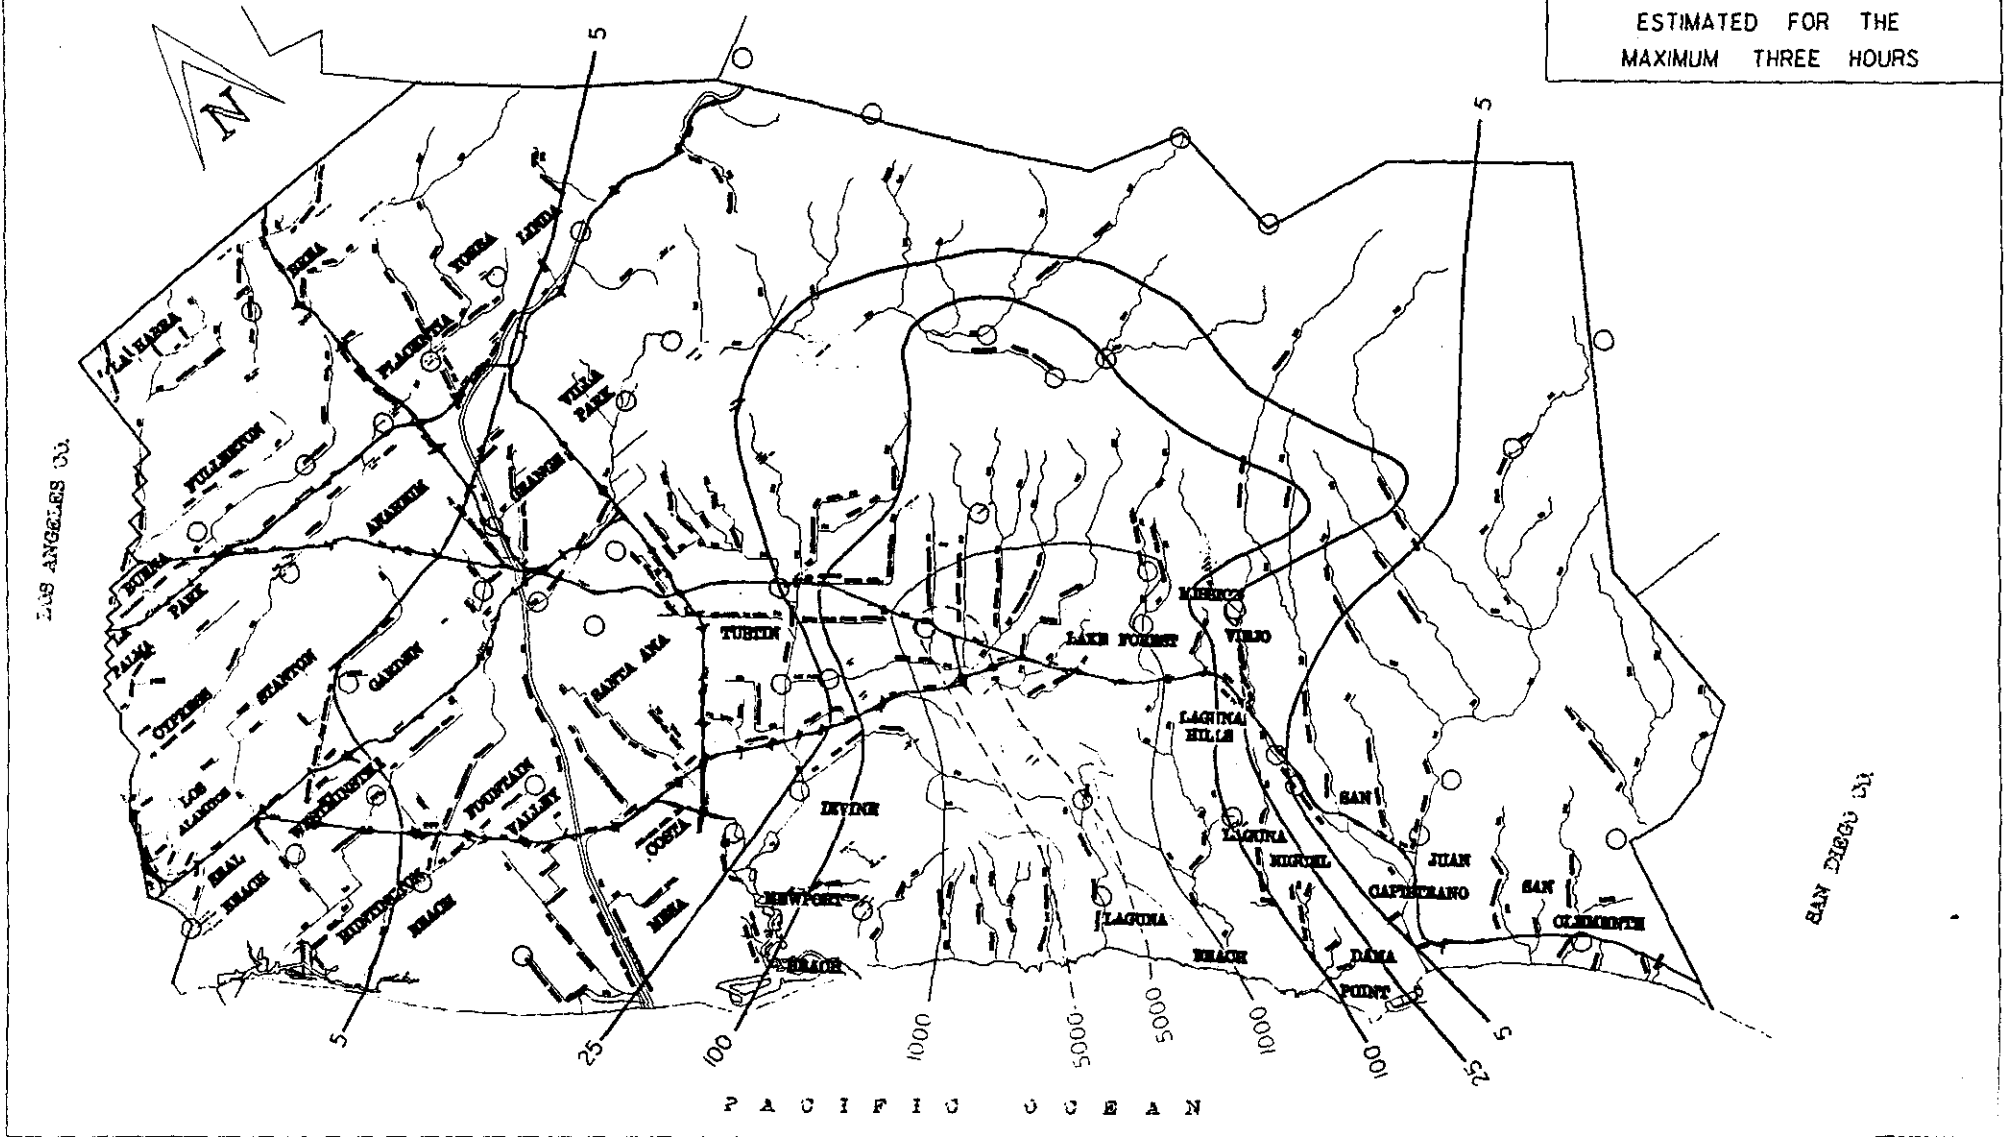 ESTIMATED FOR THE
MAXIMUM THREE HOURS
5
5
N
BREA
YORBA
LINDA
LA HABRA
PLACENTIA
VILLA
PARK
FULLERTON
ORANGE
ANAHEIM
LOS ANGELES CO.
BUENA
PARK
LA
PALMA
MISSION
VIEJO
TUSTIN
LAKE FOREST
SANTA ANA
STANTON
GARDEN
CYPRESS
LAGUNA
HILLS
LOS
ALAMITOS
WESTMINSTER
FOUNTAIN
VALLEY
SAN
JUAN
CAPISTRANO
IRVINE
COSTA
MESA
LAGUNA
NIGUEL
SEAL
BEACH
HUNTINGTON
BEACH
NEWPORT
BEACH
LAGUNA
BEACH
SAN
CLEMENTE
DANA
POINT
SAN DIEGO CO.
5
25
100
1000
5000
5000
1000
100
25
5
PACIFIC OCEAN